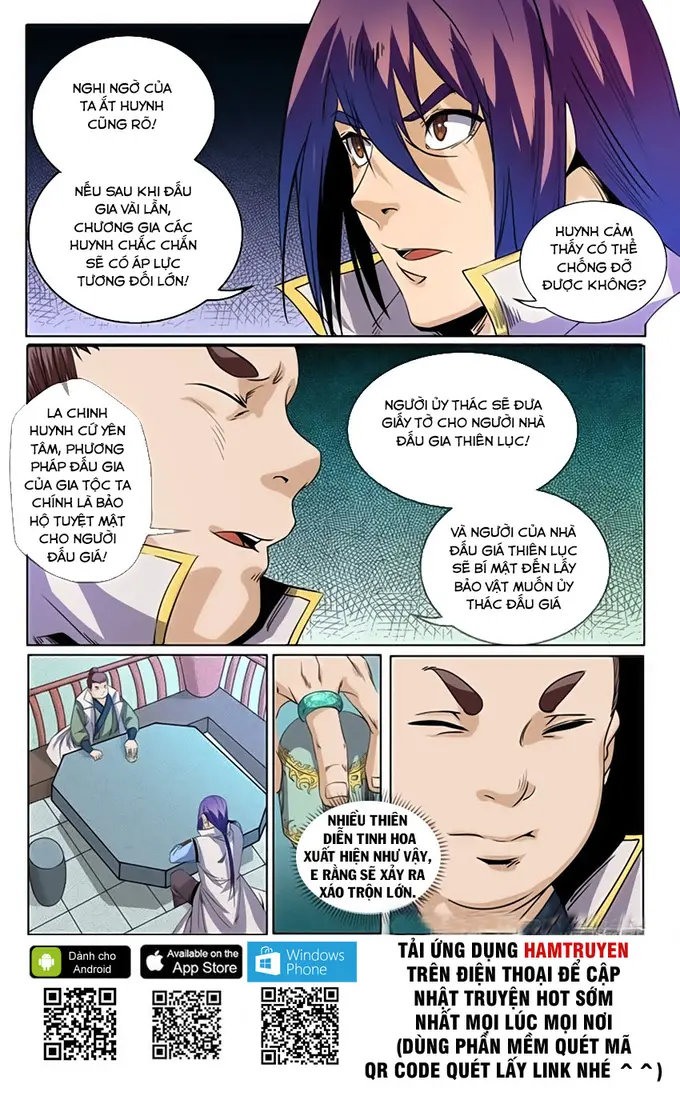 NGHI NGỜ CỦA
TA ẮT HUYNH
CŨNG RÕ!
NẾU SAU KHI ĐẤU
GIA VÀI LẦN,
CHƯƠNG GIA CÁC
HUYNH CHẮC CHẮN
SẼ CÓ ÁP LỰC
TƯƠNG ĐỐI LỚN!
HUYNH CẢM
THẤY CÓ THỂ
CHỐNG ĐỠ
ĐƯỢC KHÔNG?
LA CHINH
HUYNH CỨ YÊN
TÂM, PHƯƠNG
PHÁP ĐẤU GIA
CỦA GIA TỘC TA
CHÍNH LÀ BẢO
HỘ TUYỆT MẬT
CHO NGƯỜI
ĐẤU GIÁ!
NGƯỜI ỦY THÁC SẼ ĐƯA
GIẤY TỜ CHO NGƯỜI NHÀ
ĐẤU GIA THIÊN LỤC!
VÀ NGƯỜI CỦA NHÀ
ĐẤU GIÁ THIÊN LỤC
SẼ BÍ MẬT ĐẾN LẤY
BẢO VẬT MUỐN ỦY
THÁC ĐẤU GIÁ
NHIỀU THIÊN
DIỄN TINH HOA
XUẤT HIỆN NHƯ VẬY,
E RẰNG SẼ XẢY RA
XÁO TRỘN LỚN.
Dành cho
Android
Available on the
App Store
Windows
Phone
TẢI ỨNG DỤNG HAMTRUYEN
TRÊN ĐIỆN THOẠI ĐỂ CẬP
NHẬT TRUYỆN HOT SỚM
NHẤT MỌI LÚC MỌI NƠI
(DÙNG PHẦN MỀM QUÉT MÃ
QR CODE QUÉT LẤY LINK NHÉ ^ ^)